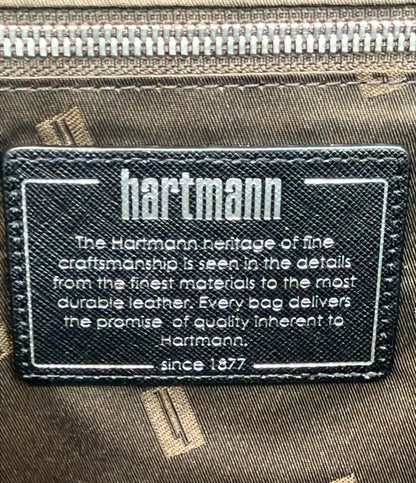 hartmann
The Hartmann heritage of fine
craftsmanship is seen in the details
from the finest materials to the most
durable leather. Every bag delivers
the promise of quality inherent to
Hartmann.
since 1877